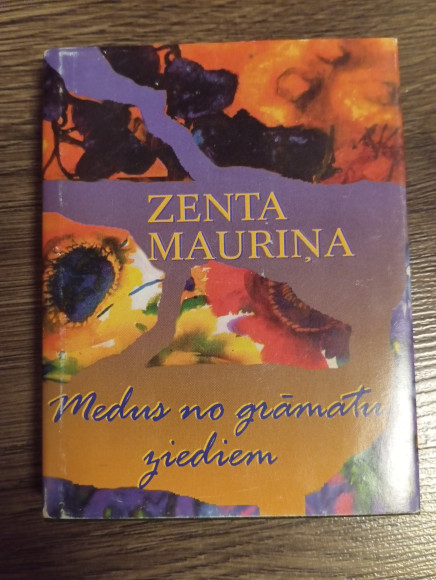 ZENTA
MAURIŅA
Medus no grāmatu
ziediem